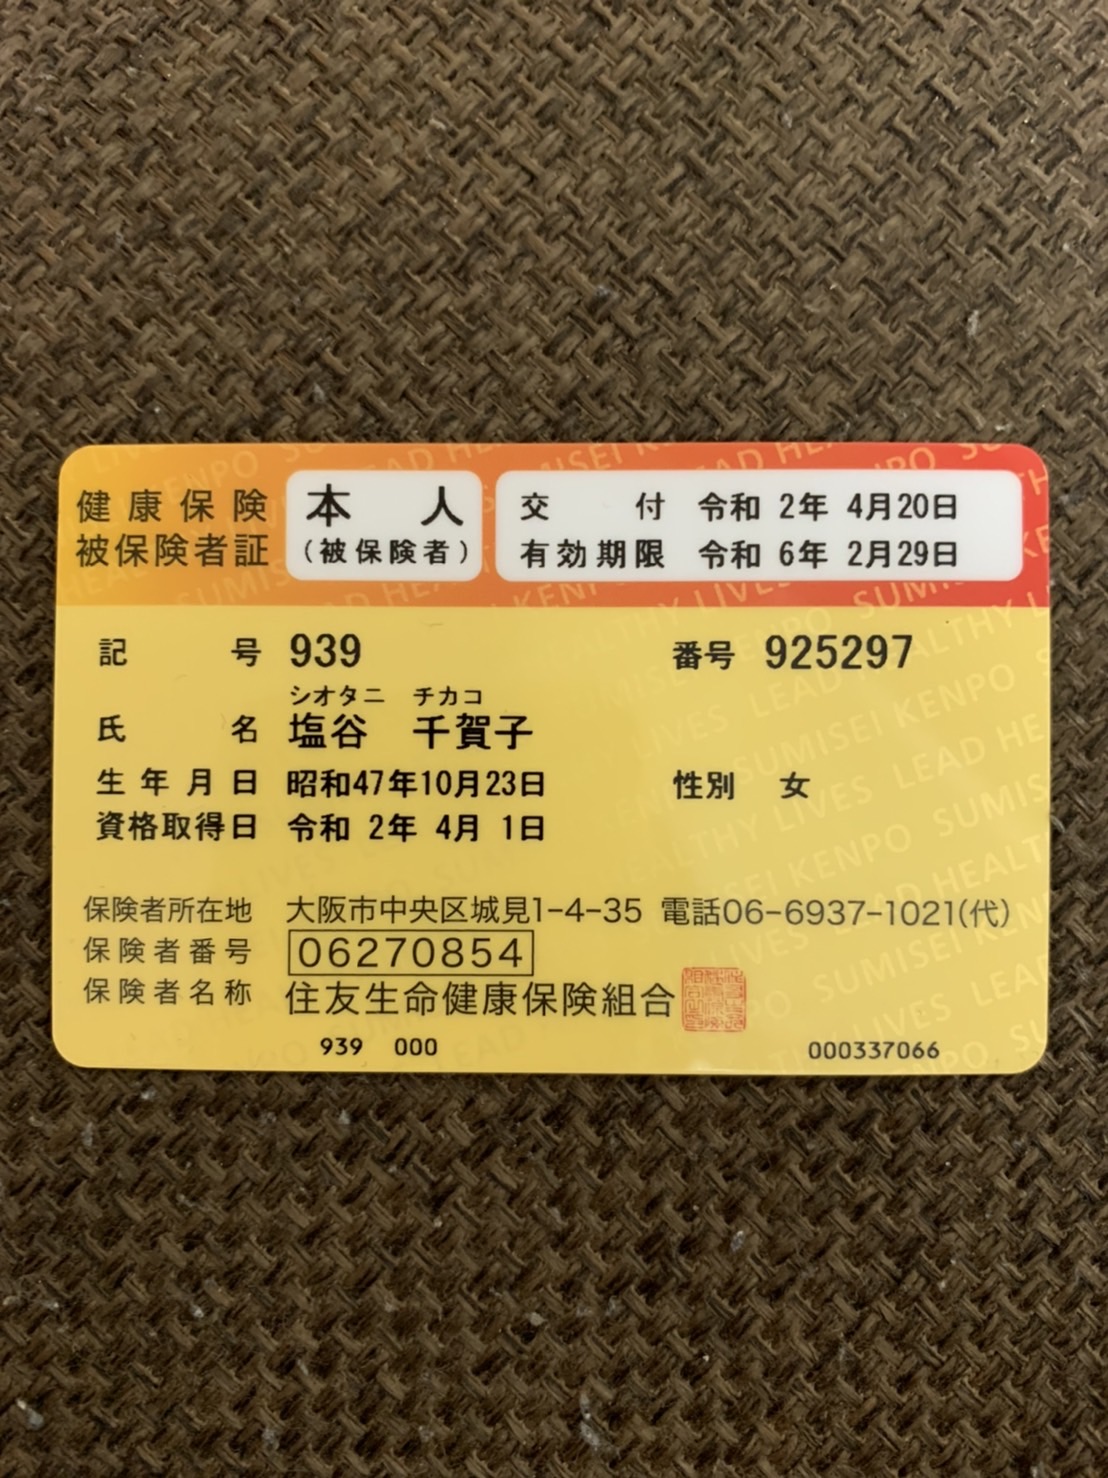 健康保険
被保険者証
本人
(被保険者)
交付 令和 2年 4月20日
有効期限 令和 6年 2月29日
記号 939 番号 925297
シオタニ チカコ
氏名 塩谷 千賀子
生年月日 昭和47年10月23日 性別 女
資格取得日 令和 2年 4月 1日
保険者所在地 大阪市中央区城見1-4-35 電話06-6937-1021(代)
保険者番号 06270854
保険者名称 住友生命健康保険組合
939 000 000337066
SUMISEI KENPO
LEAD HEALTHY LIVES